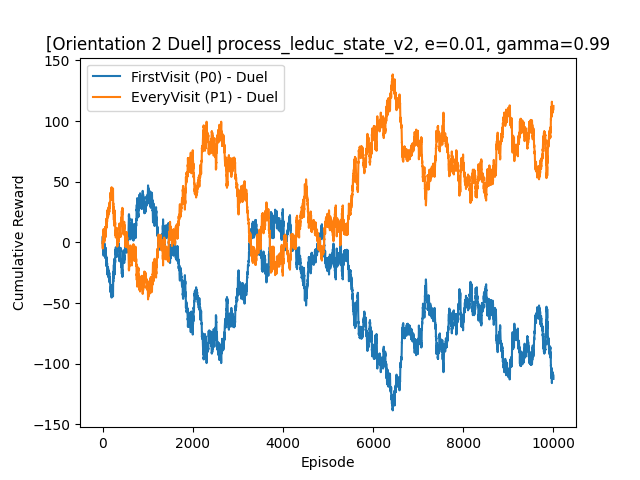 [Orientation 2 Duel] process_leduc_state_v2, e=0.01, gamma=0.99
FirstVisit (P0) - Duel
EveryVisit (P1) - Duel
150
100
50
0
−50
−100
−150
Cumulative Reward
0 2000 4000 6000 8000 10000
Episode